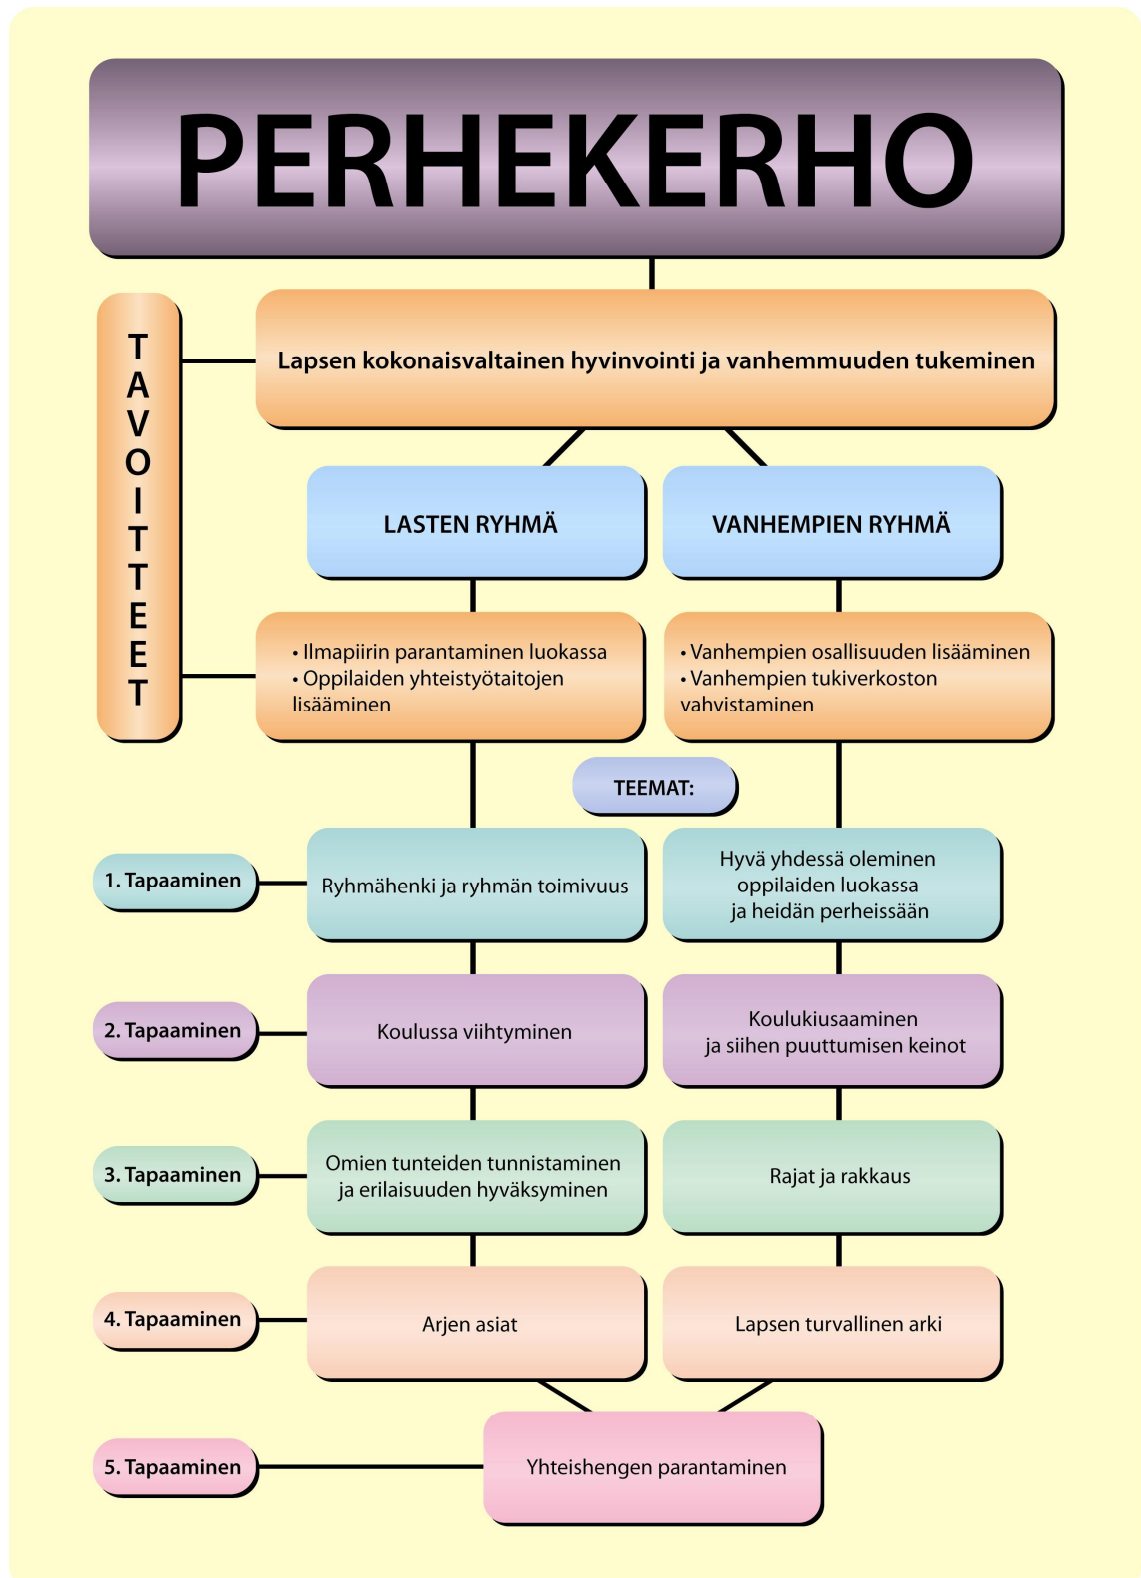 PERHEKERHO
TAVOITTEET
Lapsen kokonaisvaltainen hyvinvointi ja vanhemmuuden tukeminen
LASTEN RYHMÄ
VANHEMPIEN RYHMÄ
• Ilmapiirin parantaminen luokassa
• Oppilaiden yhteistyötaitojen
lisääminen
• Vanhempien osallisuuden lisääminen
• Vanhempien tukiverkoston
vahvistaminen
TEEMAT:
1. Tapaaminen
Ryhmähenki ja ryhmän toimivuus
Hyvä yhdessä oleminen
oppilaiden luokassa
ja heidän perheissään
2. Tapaaminen
Koulussa viihtyminen
Koulukiusaaminen
ja siihen puuttumisen keinot
3. Tapaaminen
Omien tunteiden tunnistaminen
ja erilaisuuden hyväksyminen
Rajat ja rakkaus
4. Tapaaminen
Arjen asiat
Lapsen turvallinen arki
5. Tapaaminen
Yhteishengen parantaminen